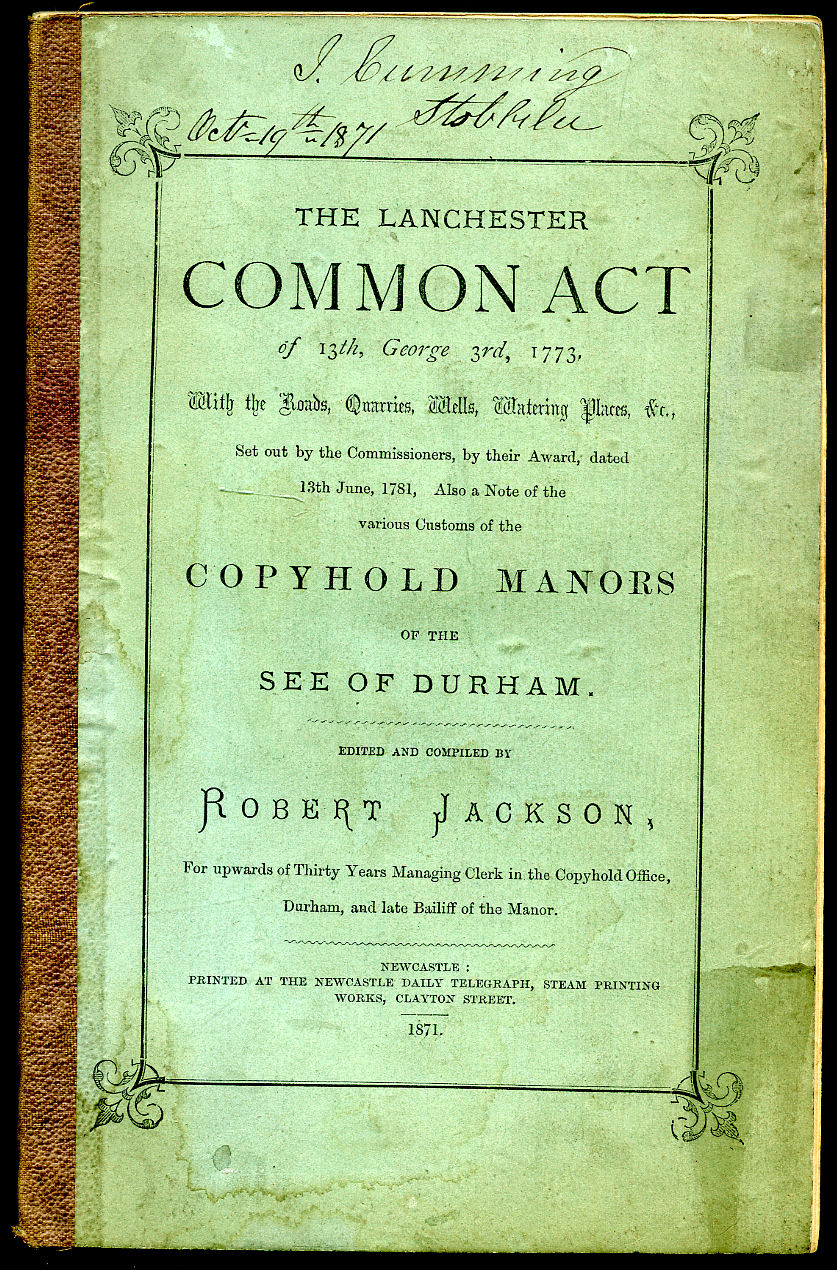 J. Cumming
Oct = 19th = 1871
THE LANCHESTER
COMMON ACT
of 13th, George 3rd, 1773,
With the Roads, Quarries, Wells, Watering Places, &c.,
Set out by the Commissioners, by their Award, dated
13th June, 1781, Also a Note of the
various Customs of the
COPYHOLD MANORS
OF THE
SEE OF DURHAM.
EDITED AND COMPILED BY
ROBERT JACKSON,
For upwards of Thirty Years Managing Clerk in the Copyhold Office,
Durham, and late Bailiff of the Manor.
NEWCASTLE :
PRINTED AT THE NEWCASTLE DAILY TELEGRAPH, STEAM PRINTING
WORKS, CLAYTON STREET.
1871.